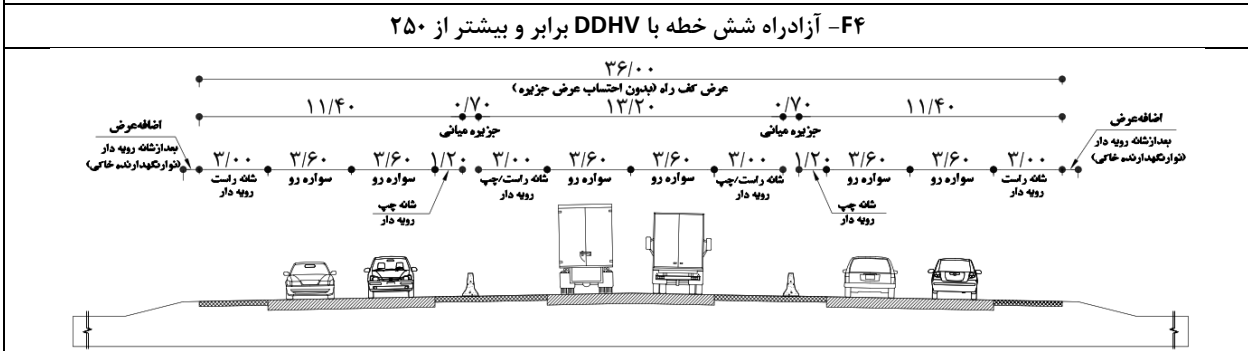 F۴- آزادراه شش خطه با DDHV برابر و بیشتر از ۲۵۰
۳۶/۰۰
عرض کف راه (بدون احتساب عرض جزیره)
۱۱/۴۰ ۰/۷۰ ۱۳/۲۰ ۰/۷۰ ۱۱/۴۰
جزیره میانی جزیره میانی
اضافه‌عرض
بعدازشانه رویه دار
(نوارنگهدارنده خاکی)
اضافه‌عرض
بعدازشانه رویه دار
(نوارنگهدارنده خاکی)
۳/۰۰ ۳/۶۰ ۳/۶۰ ۱/۲۰ ۳/۰۰ ۳/۶۰ ۳/۶۰ ۳/۰۰ ۱/۲۰ ۳/۶۰ ۳/۶۰ ۳/۰۰
شانه راست
رویه دار
سواره رو
سواره رو
شانه چپ
رویه دار
شانه راست/چپ
رویه دار
سواره رو
سواره رو
شانه راست/چپ
رویه دار
شانه چپ
رویه دار
سواره رو
سواره رو
شانه راست
رویه دار